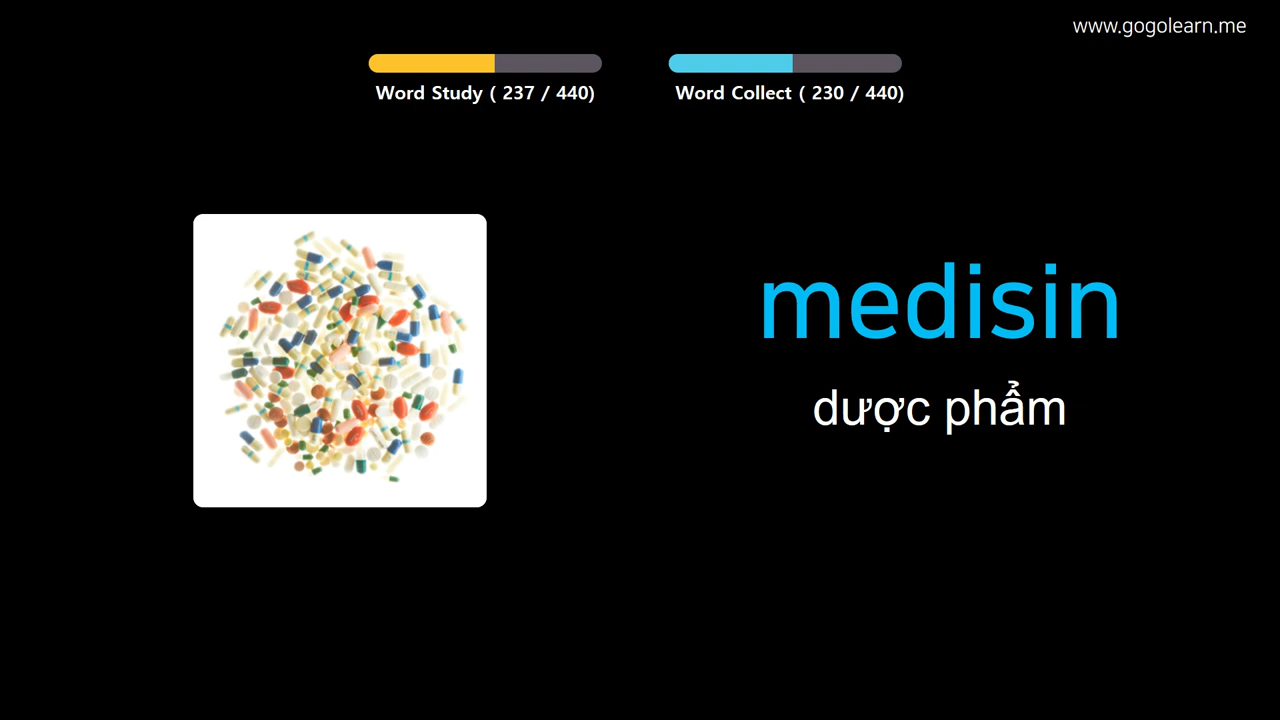 www.gogolearn.me
Word Study ( 237 / 440)
Word Collect ( 230 / 440)
medisin
dược phẩm